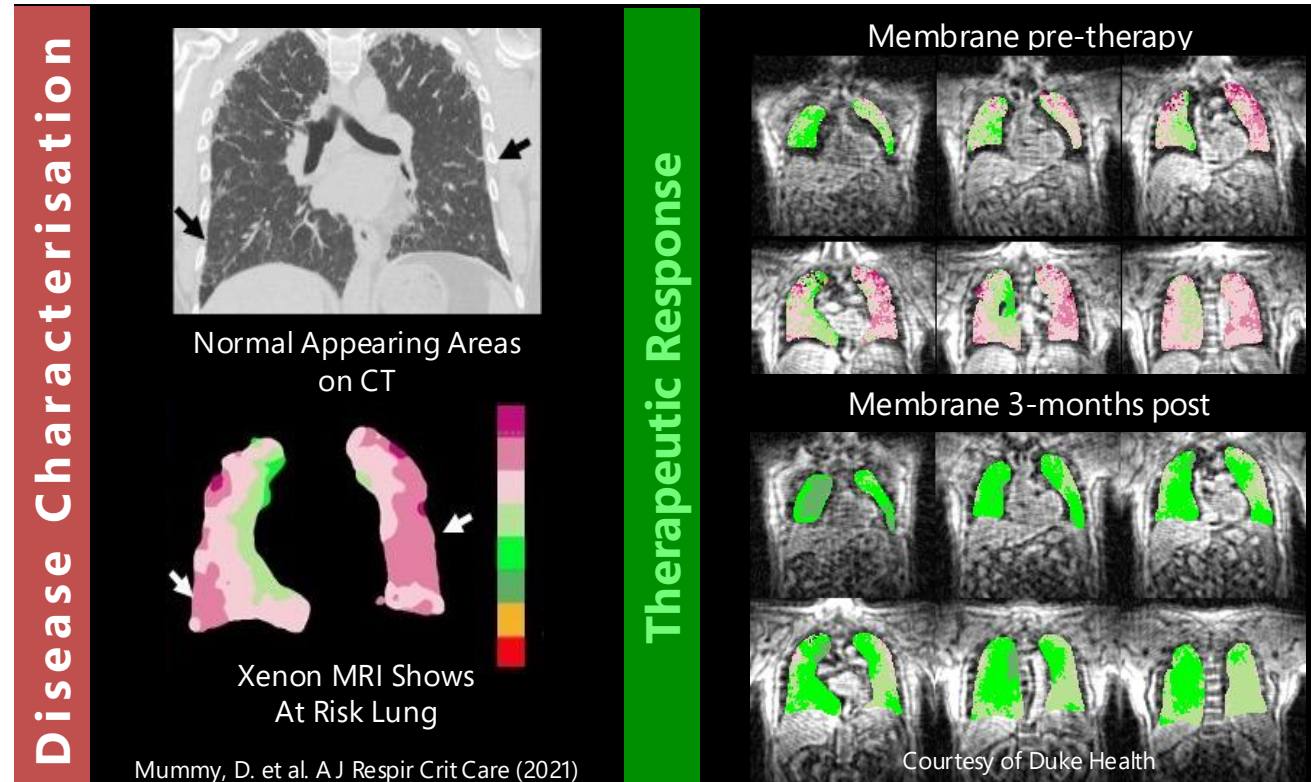 Disease Characterisation
Normal Appearing Areas
on CT
Xenon MRI Shows
At Risk Lung
Mummy, D. et al. A J Respir Crit Care (2021)
Therapeutic Response
Membrane pre-therapy
Membrane 3-months post
Courtesy of Duke Health